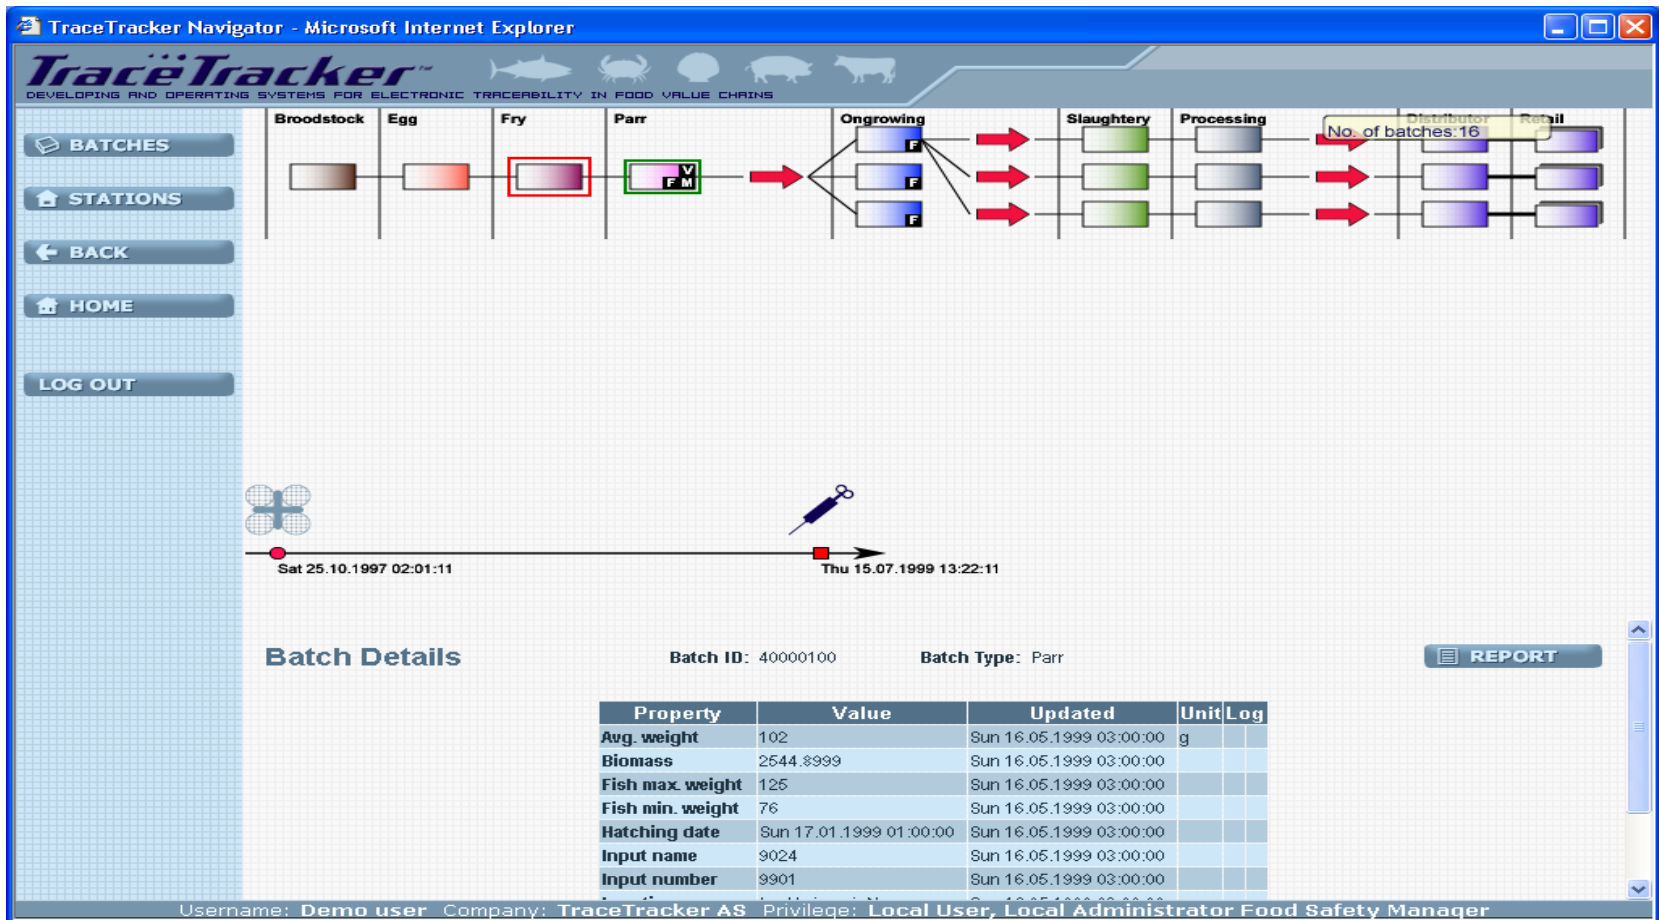 TraceTracker Navigator - Microsoft Internet Explorer
TraceTracker™
DEVELOPING AND OPERATING SYSTEMS FOR ELECTRONIC TRACEABILITY IN FOOD VALUE CHAINS
BATCHES
STATIONS
BACK
HOME
LOG OUT
Broodstock Egg Fry Parr Ongrowing Slaughtery Processing Distributor Retail
No. of batches:16
F
V
F M
F
F
Sat 25.10.1997 02:01:11 Thu 15.07.1999 13:22:11
Batch Details Batch ID: 40000100 Batch Type: Parr REPORT
Property Value Updated Unit Log
Avg. weight 102 Sun 16.05.1999 03:00:00 g
Biomass 2544.8999 Sun 16.05.1999 03:00:00
Fish max. weight 125 Sun 16.05.1999 03:00:00
Fish min. weight 76 Sun 16.05.1999 03:00:00
Hatching date Sun 17.01.1999 01:00:00 Sun 16.05.1999 03:00:00
Input name 9024 Sun 16.05.1999 03:00:00
Input number 9901 Sun 16.05.1999 03:00:00
Username: Demo user Company: TraceTracker AS Privilege: Local User, Local Administrator Food Safety Manager